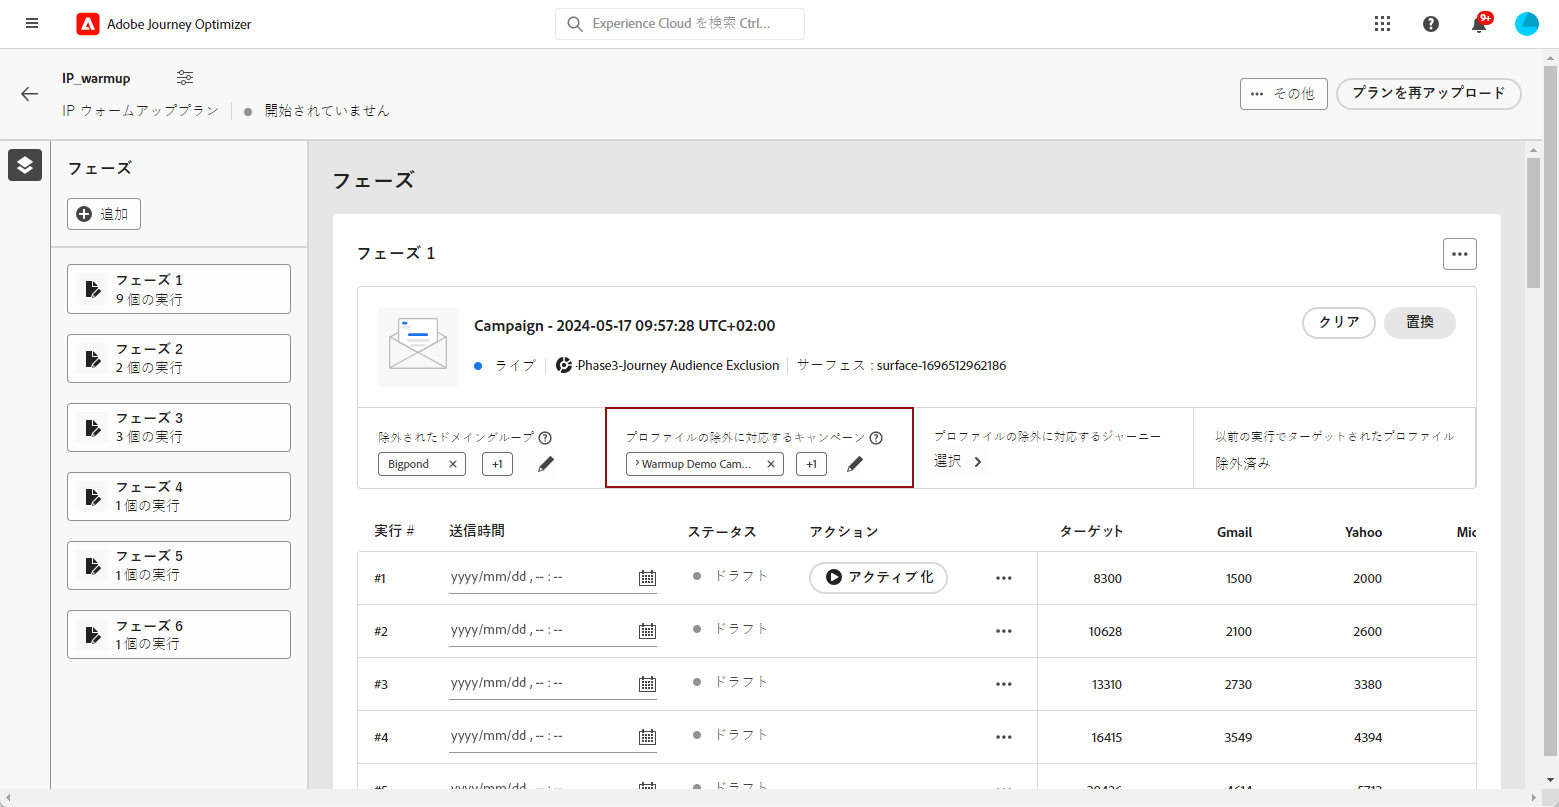 Adobe Journey Optimizer
Experience Cloud を検索 Ctrl...
9+
IP_warmup
IP ウォームアッププラン
開始されていません
その他
プランを再アップロード
フェーズ
追加
フェーズ 1
9 個の実行
フェーズ 2
2 個の実行
フェーズ 3
3 個の実行
フェーズ 4
1 個の実行
フェーズ 5
1 個の実行
フェーズ 6
1 個の実行
フェーズ
フェーズ 1
Campaign - 2024-05-17 09:57:28 UTC+02:00
クリア
置換
ライブ
Phase3-Journey Audience Exclusion
サーフェス : surface-1696512962186
除外されたドメイングループ
Bigpond
+1
プロファイルの除外に対応するキャンペーン
Warmup Demo Cam...
+1
プロファイルの除外に対応するジャーニー
選択
以前の実行でターゲットされたプロファイル
除外済み
実行 # 送信時間 ステータス アクション ターゲット Gmail Yahoo Mic
#1 yyyy/mm/dd , -- : -- ドラフト アクティブ化 8300 1500 2000
#2 yyyy/mm/dd , -- : -- ドラフト 10628 2100 2600
#3 yyyy/mm/dd , -- : -- ドラフト 13310 2730 3380
#4 yyyy/mm/dd , -- : -- ドラフト 16415 3549 4394